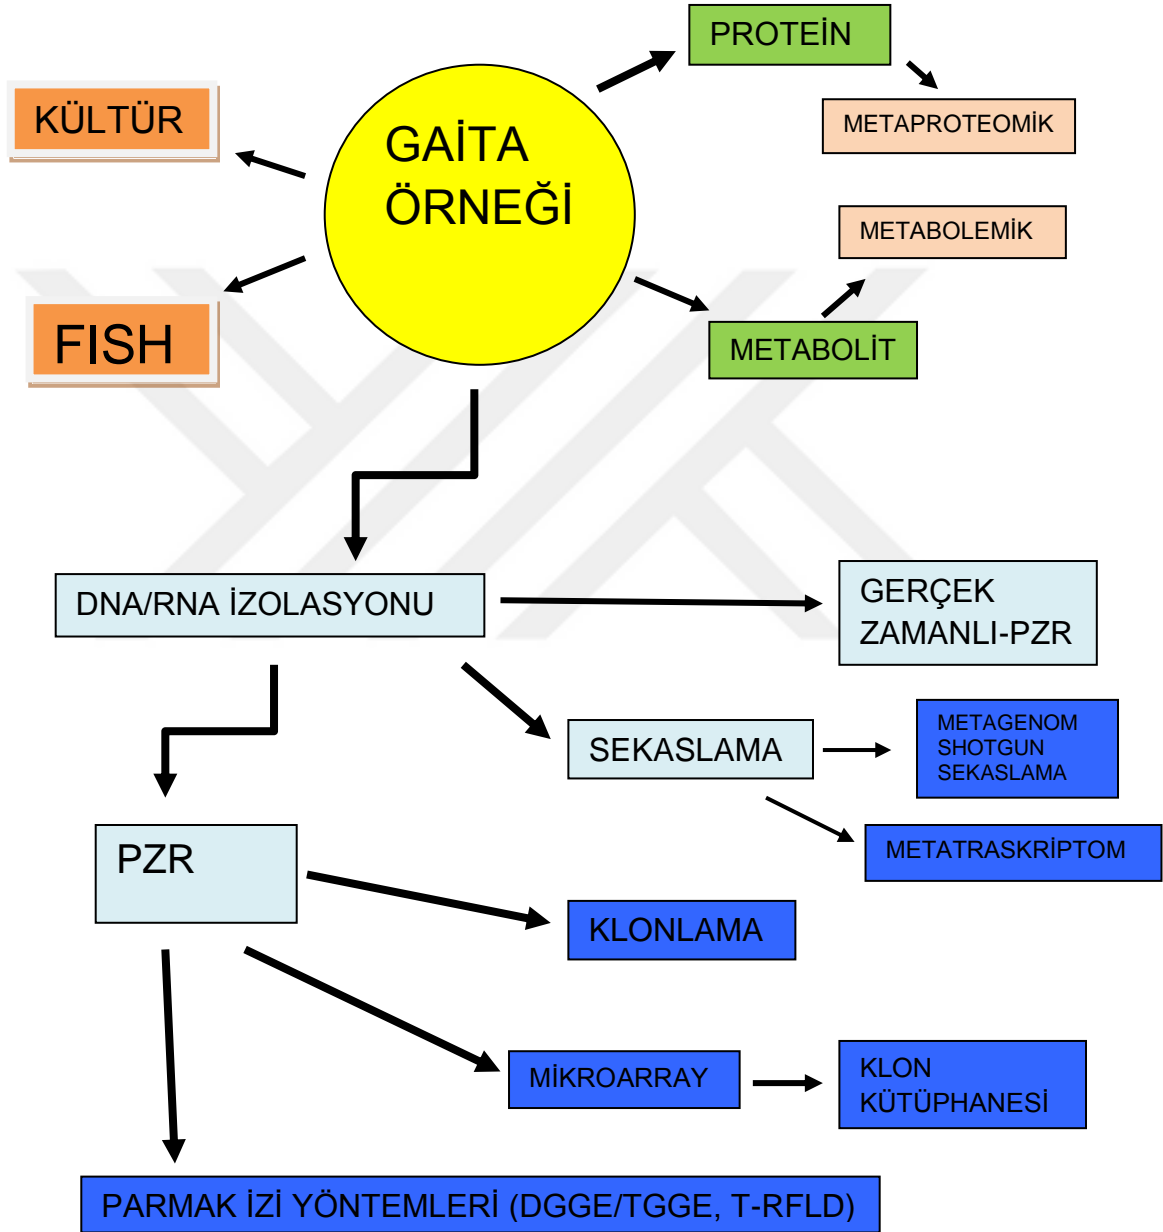 PROTEİN
KÜLTÜR
GAİTA
ÖRNEĞİ
METAPROTEOMİK
METABOLEMİK
FISH
METABOLİT
DNA/RNA İZOLASYONU
GERÇEK
ZAMANLI-PZR
SEKASLAMA
METAGENOM
SHOTGUN
SEKASLAMA
PZR
METATRASKRİPTOM
KLONLAMA
MİKROARRAY
KLON
KÜTÜPHANESİ
PARMAK İZİ YÖNTEMLERİ (DGGE/TGGE, T-RFLD)